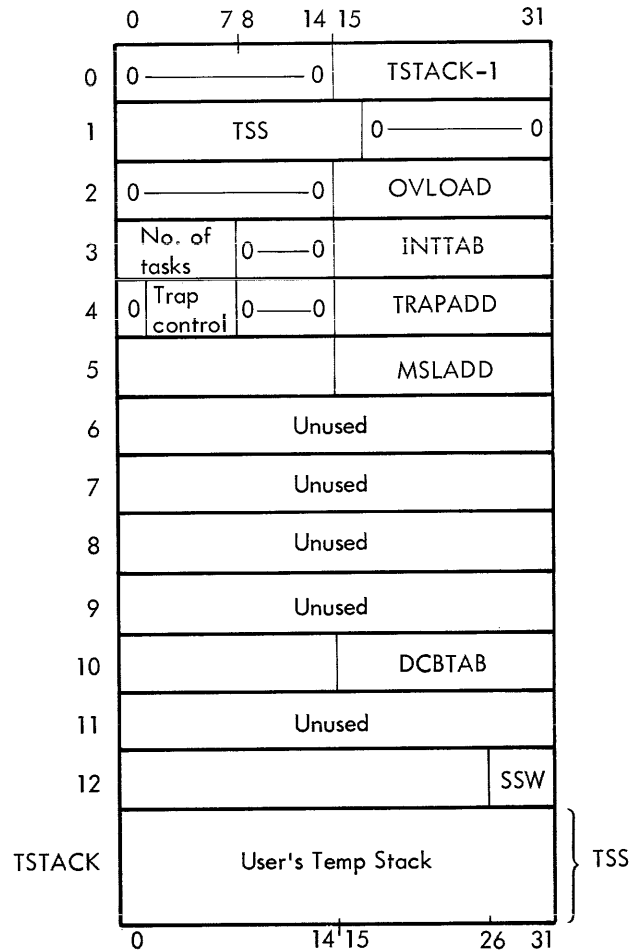 0 7 8 14 15 31
0 0 0 TSTACK-1
1 TSS 0 0
2 0 0 OVLOAD
No. of
3 tasks 0 0 INTTAB
4 0 Trap control 0 0 TRAPADD
5 MSLADD
6 Unused
7 Unused
8 Unused
9 Unused
10 DCBTAB
11 Unused
12 SSW
TSTACK User's Temp Stack TSS
0 14 15 26 31